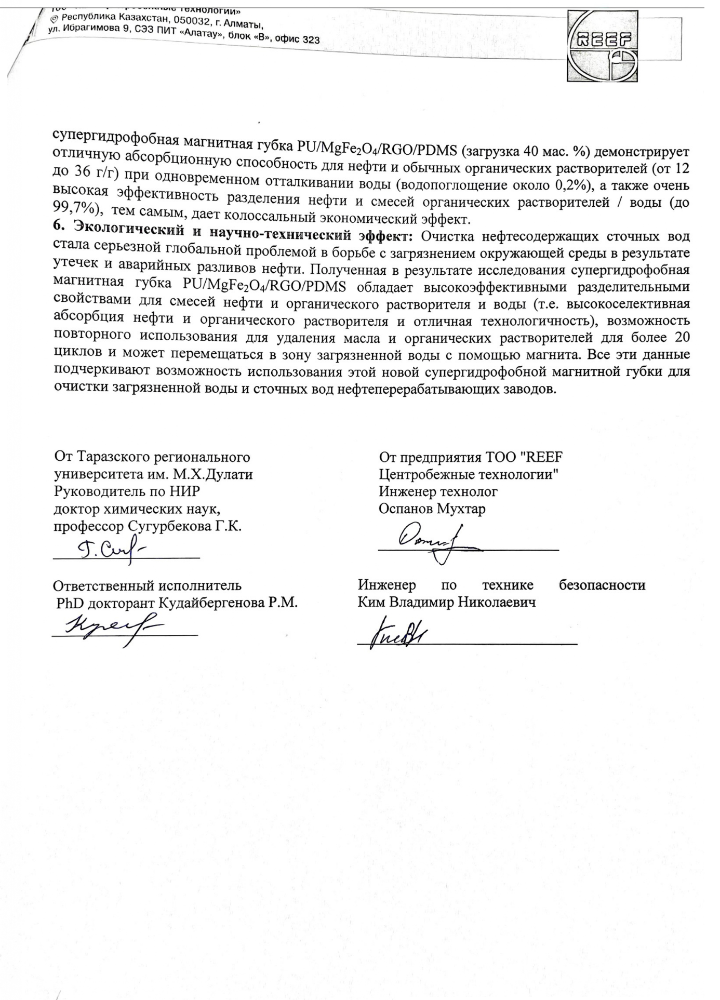 технологии»
Республика Казахстан, 050032, г. Алматы,
ул. Ибрагимова 9, СЭЗ ПИТ «Алатау», блок «В», офис 323
REEF
супергидрофобная магнитная губка PU/MgFe₂O₄/RGO/PDMS (загрузка 40 мас. %) демонстрирует
отличную абсорбционную способность для нефти и обычных органических растворителей (от 12
до 36 г/г) при одновременном отталкивании воды (водопоглощение около 0,2%), а также очень
высокая эффективность разделения нефти и смесей органических растворителей / воды (до
99,7%), тем самым, дает колоссальный экономический эффект.
6. Экологический и научно-технический эффект: Очистка нефтесодержащих сточных вод
стала серьезной глобальной проблемой в борьбе с загрязнением окружающей среды в результате
утечек и аварийных разливов нефти. Полученная в результате исследования супергидрофобная
магнитная губка PU/MgFe₂O₄/RGO/PDMS обладает высокоэффективными разделительными
свойствами для смесей нефти и органического растворителя и воды (т.е. высокоселективная
абсорбция нефти и органического растворителя и отличная технологичность), возможность
повторного использования для удаления масла и органических растворителей для более 20
циклов и может перемещаться в зону загрязненной воды с помощью магнита. Все эти данные
подчеркивают возможность использования этой новой супергидрофобной магнитной губки для
очистки загрязненной воды и сточных вод нефтеперерабатывающих заводов.
От Таразского регионального
университета им. М.Х.Дулати
Руководитель по НИР
доктор химических наук,
профессор Сугурбекова Г.К.
От предприятия ТОО "REEF
Центробежные технологии"
Инженер технолог
Оспанов Мухтар
Ответственный исполнитель
PhD докторант Кудайбергенова Р.М.
Инженер по технике безопасности
Ким Владимир Николаевич